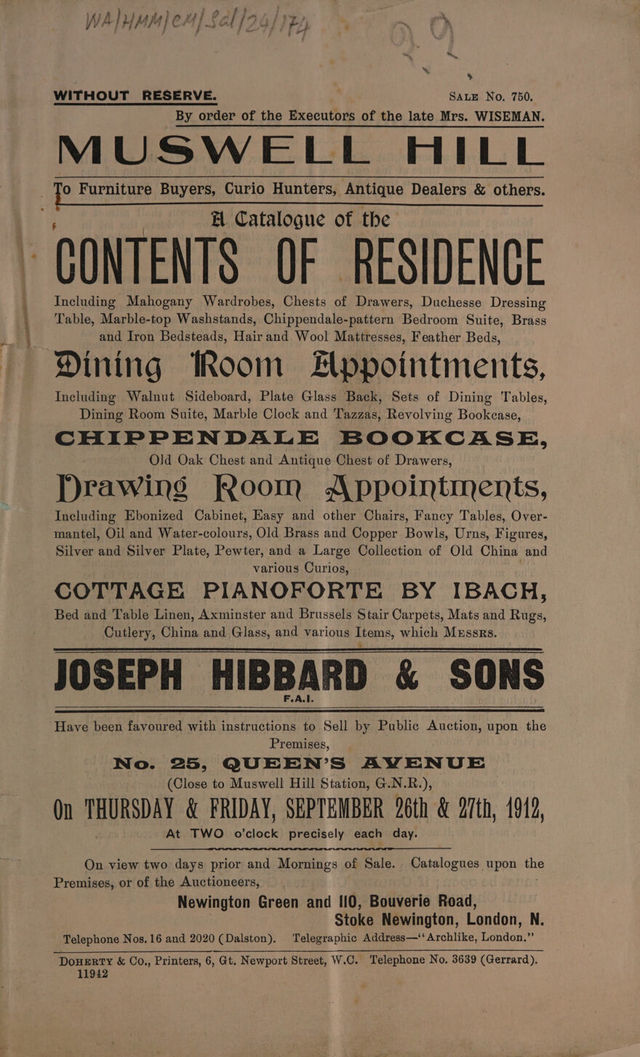 WA/HMM/CM/Sal/24/174
WITHOUT RESERVE. SALE No. 750.
By order of the Executors of the late Mrs. WISEMAN.
MUSWELL HILL
To Furniture Buyers, Curio Hunters, Antique Dealers & others.
A Catalogue of the
CONTENTS OF RESIDENCE
Including Mahogany Wardrobes, Chests of Drawers, Duchesse Dressing
Table, Marble-top Washstands, Chippendale-pattern Bedroom Suite, Brass
and Iron Bedsteads, Hair and Wool Mattresses, Feather Beds,
Dining Room Appointments,
Including Walnut Sideboard, Plate Glass Back, Sets of Dining Tables,
Dining Room Suite, Marble Clock and Tazzas, Revolving Bookcase,
CHIPPENDALE BOOKCASE,
Old Oak Chest and Antique Chest of Drawers,
Drawing Room Appointments,
Including Ebonized Cabinet, Easy and other Chairs, Fancy Tables, Over-
mantel, Oil and Water-colours, Old Brass and Copper Bowls, Urns, Figures,
Silver and Silver Plate, Pewter, and a Large Collection of Old China and
various Curios,
COTTAGE PIANOFORTE BY IBACH,
Bed and Table Linen, Axminster and Brussels Stair Carpets, Mats and Rugs,
Cutlery, China and Glass, and various Items, which MESSRS.
JOSEPH HIBBARD & SONS
F.A.I.
Have been favoured with instructions to Sell by Public Auction, upon the
Premises,
No. 25, QUEEN'S AVENUE
(Close to Muswell Hill Station, G.N.R.),
On THURSDAY & FRIDAY, SEPTEMBER 26th & 27th, 1912,
At TWO o'clock precisely each day.
On view two days prior and Mornings of Sale. Catalogues upon the
Premises, or of the Auctioneers,
Newington Green and 110, Bouverie Road,
Stoke Newington, London, N.
Telephone Nos. 16 and 2020 (Dalston). Telegraphic Address—"Archlike, London."
DOHERTY & Co., Printers, 6, Gt. Newport Street, W.C. Telephone No. 3639 (Gerrard).
11942